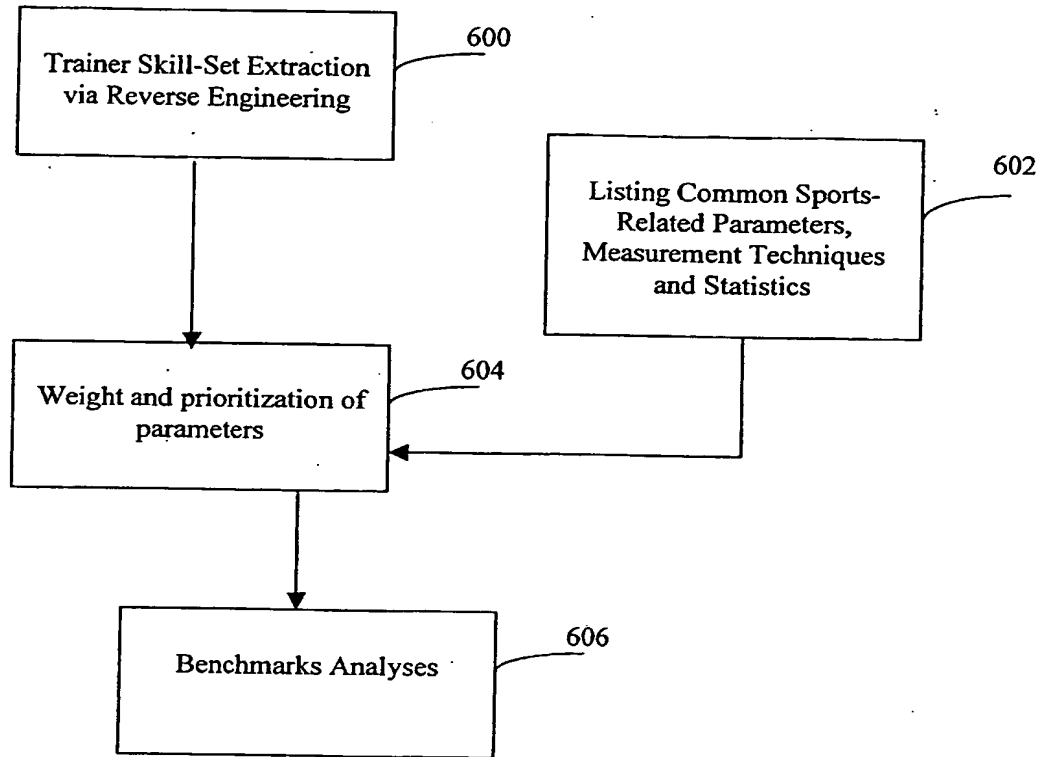 600
Trainer Skill-Set Extraction
via Reverse Engineering
602
Listing Common Sports-
Related Parameters,
Measurement Techniques
and Statistics
604
Weight and prioritization of
parameters
606
Benchmarks Analyses